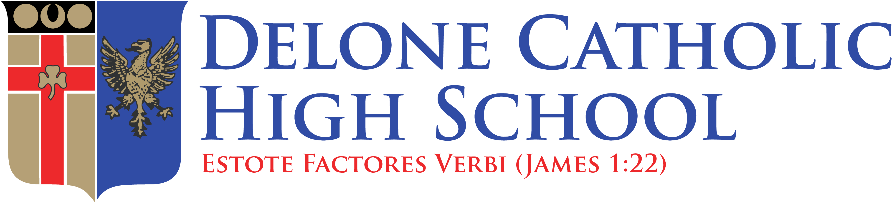 Delone Catholic
High School
Estote Factores Verbi (James 1:22)